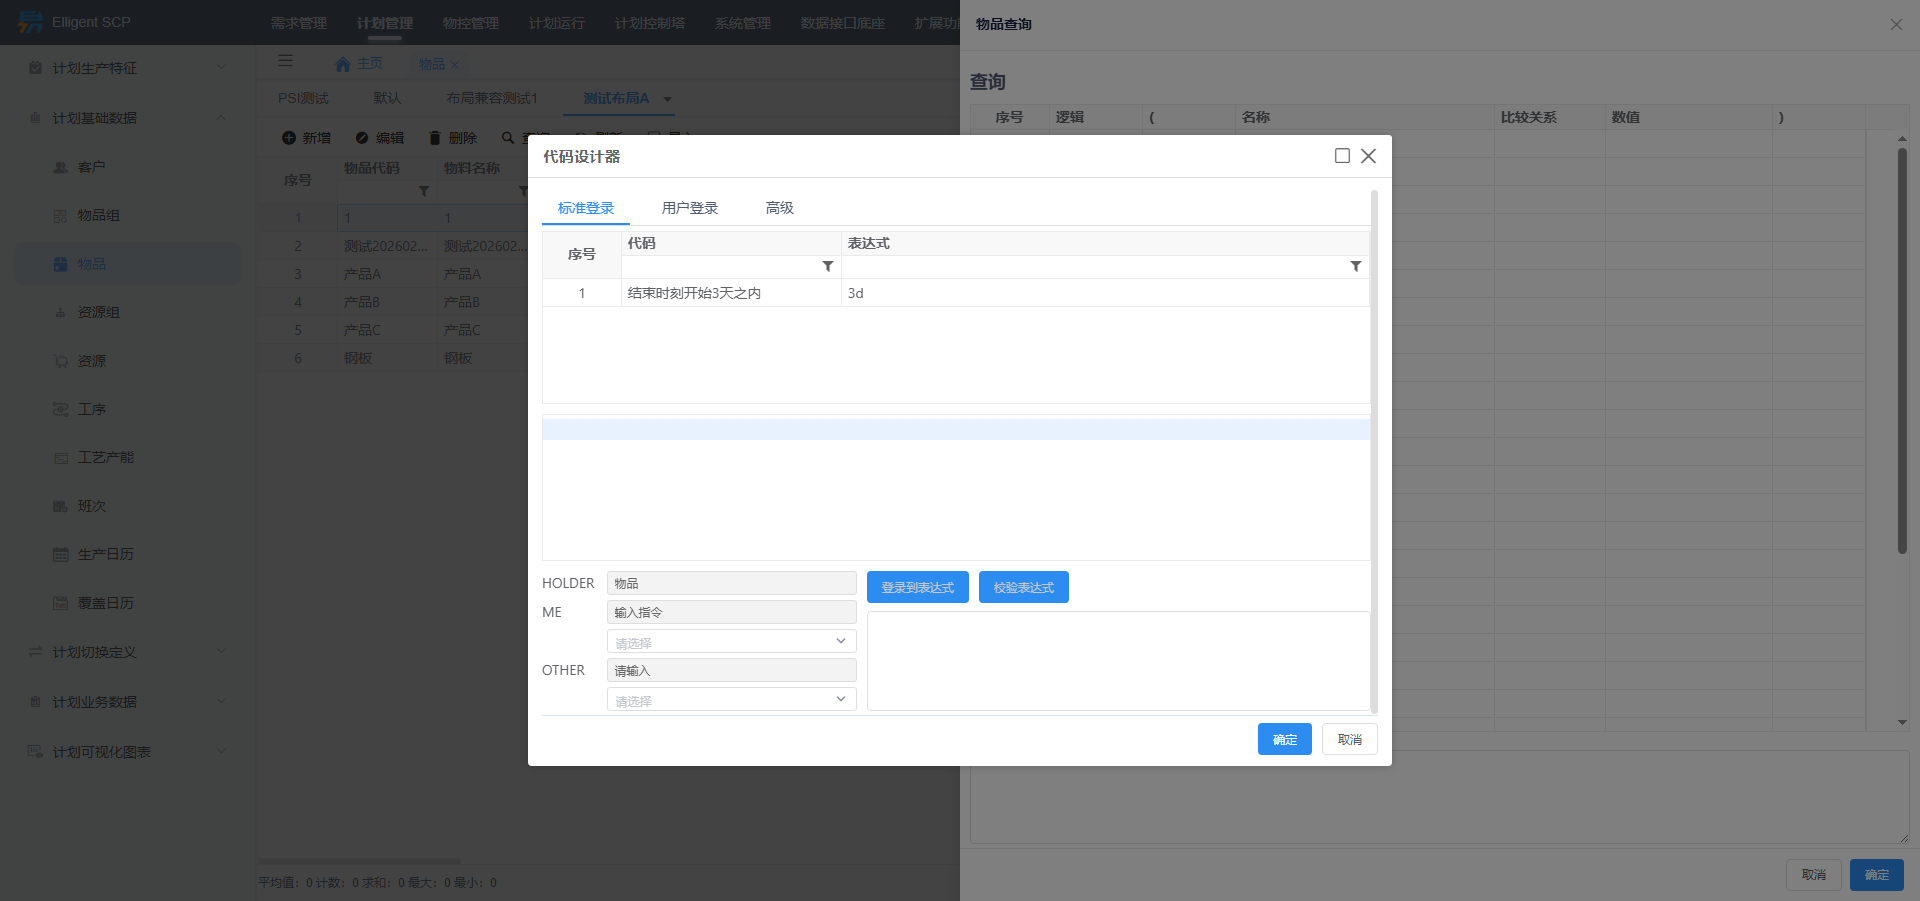 Elligent SCP
需求管理 计划管理 物控管理 计划运行 计划控制塔 系统管理 数据接口底座 扩展功
物品查询
计划生产特征
计划基础数据
客户
物品组
物品
资源组
资源
工序
工艺产能
班次
生产日历
覆盖日历
计划切换定义
计划业务数据
计划可视化图表
主页 物品
PSI测试 默认 布局兼容测试1 测试布局A
新增 编辑 删除
序号 物品代码 物料名称
1 1 1
2 测试202602... 测试202602...
3 产品A 产品A
4 产品B 产品B
5 产品C 产品C
6 钢板 钢板
平均值: 0 计数: 0 求和: 0 最大: 0 最小: 0
查询
序号 逻辑 ( 名称 比较关系 数值 )
取消 确定
代码设计器
标准登录 用户登录 高级
序号 代码 表达式
1 结束时刻开始3天之内 3d
HOLDER 物品 登录到表达式 校验表达式
ME 输入指令
请选择
OTHER 请输入
请选择
确定 取消